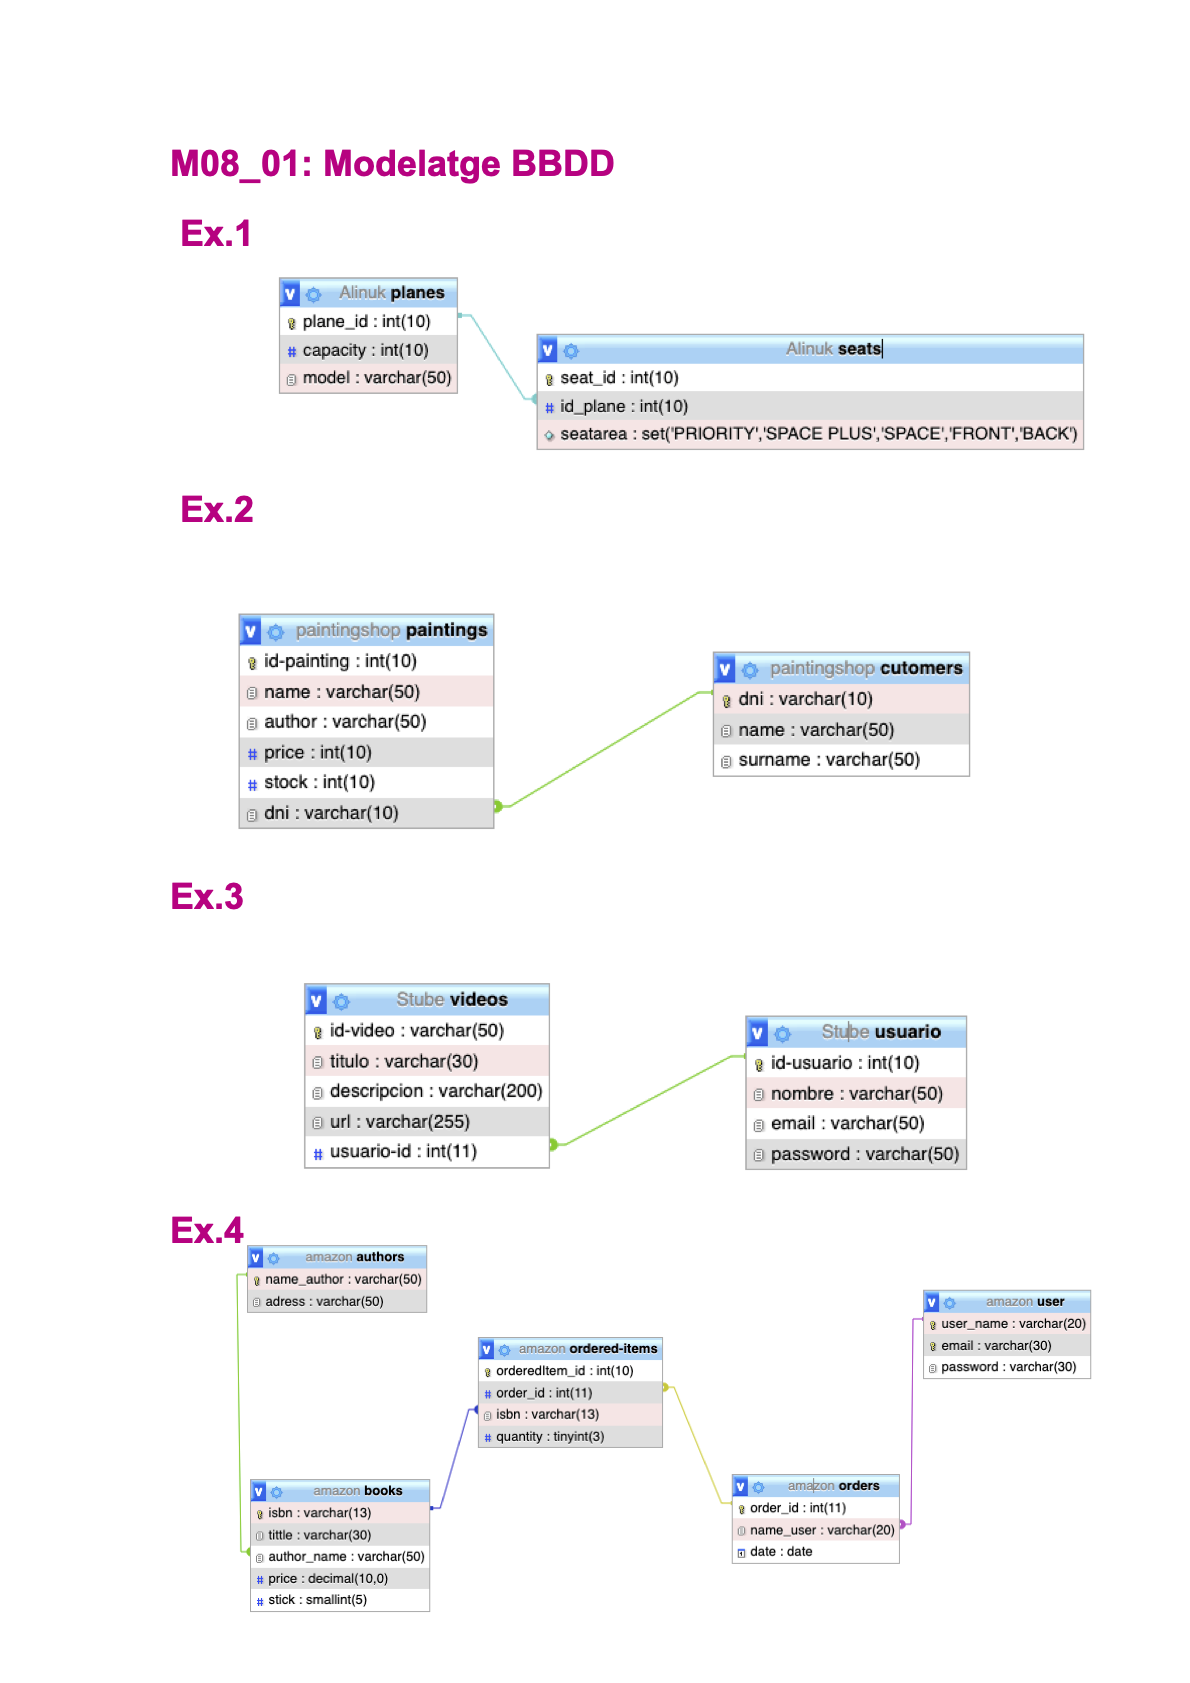 M08_01: Modelatge BBDD
Ex.1
Alinuk planes
plane_id : int(10)
capacity : int(10)
model : varchar(50)
Alinuk seats
seat_id : int(10)
id_plane : int(10)
seatarea : set('PRIORITY','SPACE PLUS','SPACE','FRONT','BACK')
Ex.2
paintingshop paintings
id-painting : int(10)
name : varchar(50)
author : varchar(50)
price : int(10)
stock : int(10)
dni : varchar(10)
paintingshop cutomers
dni : varchar(10)
name : varchar(50)
surname : varchar(50)
Ex.3
Stube videos
id-video : varchar(50)
titulo : varchar(30)
descripcion : varchar(200)
url : varchar(255)
usuario-id : int(11)
Stube usuario
id-usuario : int(10)
nombre : varchar(50)
email : varchar(50)
password : varchar(50)
Ex.4
amazon authors
name_author : varchar(50)
adress : varchar(50)
amazon ordered-items
orderedItem_id : int(10)
order_id : int(11)
isbn : varchar(13)
quantity : tinyint(3)
amazon user
user_name : varchar(20)
email : varchar(30)
password : varchar(30)
amazon books
isbn : varchar(13)
tittle : varchar(30)
author_name : varchar(50)
price : decimal(10,0)
stick : smallint(5)
amazon orders
order_id : int(11)
name_user : varchar(20)
date : date